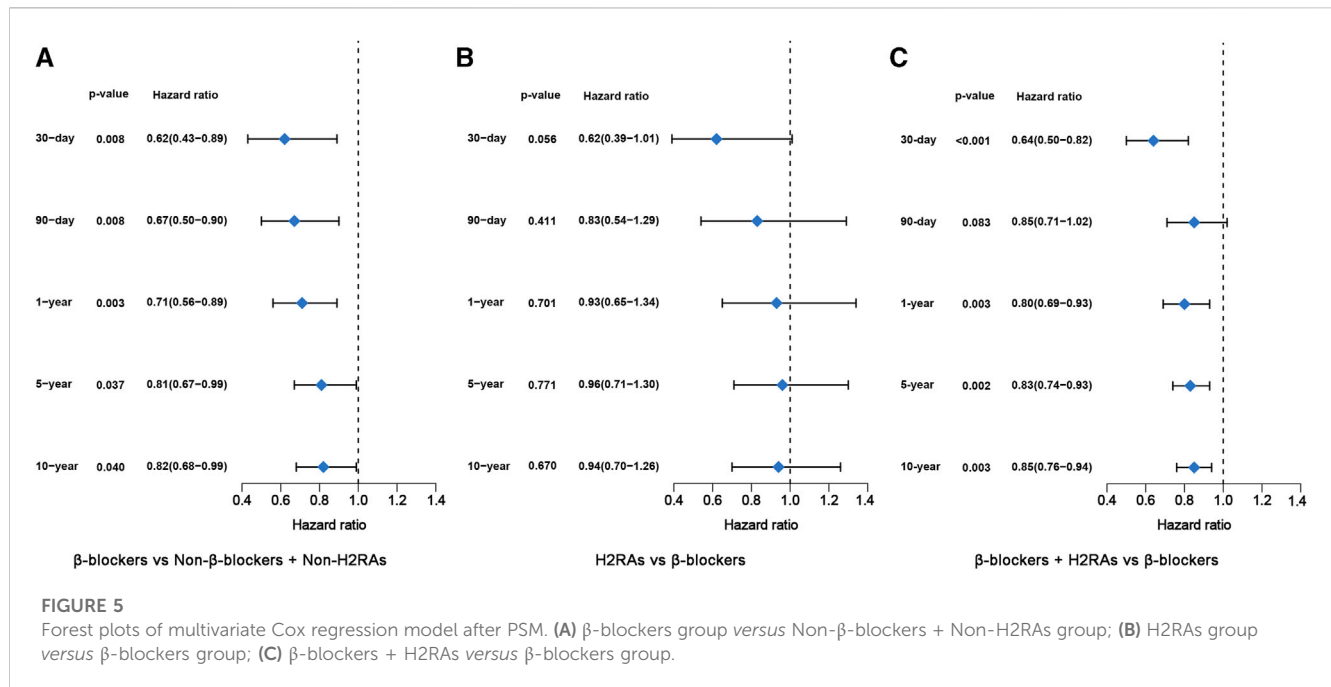 A
p-value Hazard ratio
30−day 0.008 0.62(0.43−0.89)
90−day 0.008 0.67(0.50−0.90)
1−year 0.003 0.71(0.56−0.89)
5−year 0.037 0.81(0.67−0.99)
10−year 0.040 0.82(0.68−0.99)
0.4 0.6 0.8 1.0 1.2 1.4
Hazard ratio
β-blockers vs Non-β-blockers + Non-H2RAs
B
p-value Hazard ratio
30−day 0.056 0.62(0.39−1.01)
90−day 0.411 0.83(0.54−1.29)
1−year 0.701 0.93(0.65−1.34)
5−year 0.771 0.96(0.71−1.30)
10−year 0.670 0.94(0.70−1.26)
0.4 0.6 0.8 1.0 1.2 1.4
Hazard ratio
H2RAs vs β-blockers
C
p-value Hazard ratio
30-day <0.001 0.64(0.50−0.82)
90-day 0.083 0.85(0.71−1.02)
1-year 0.003 0.80(0.69−0.93)
5-year 0.002 0.83(0.74−0.93)
10-year 0.003 0.85(0.76−0.94)
0.4 0.6 0.8 1.0 1.2 1.4
Hazard ratio
β-blockers + H2RAs vs β-blockers
FIGURE 5
Forest plots of multivariate Cox regression model after PSM. (A) β-blockers group versus Non-β-blockers + Non-H2RAs group; (B) H2RAs group
versus β-blockers group; (C) β-blockers + H2RAs versus β-blockers group.